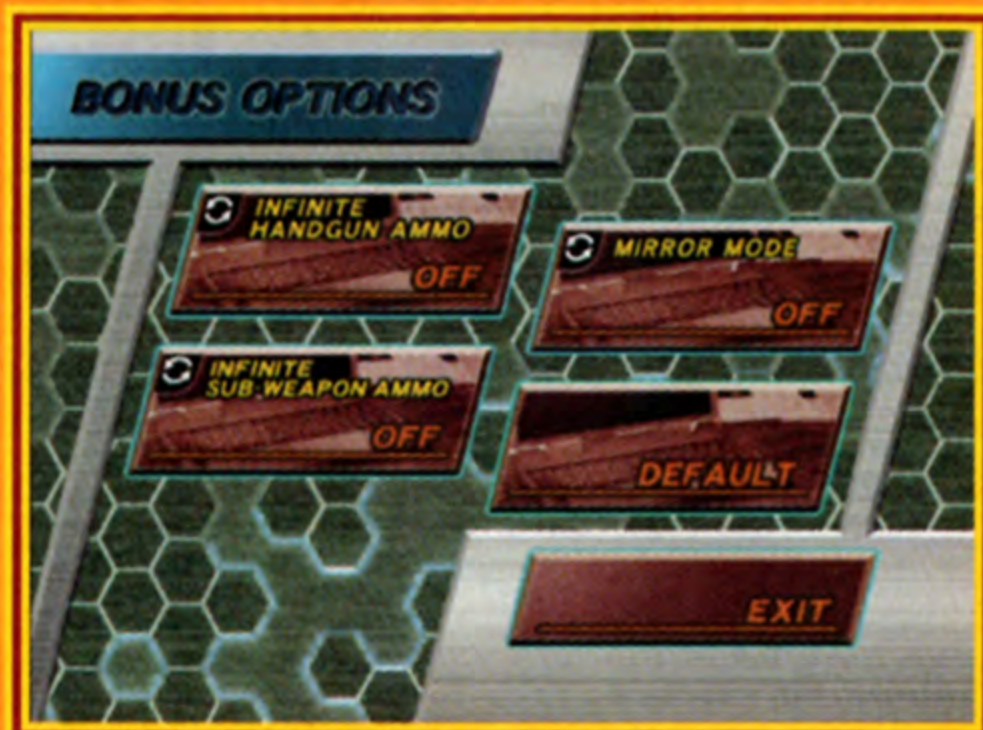 BONUS OPTIONS
INFINITE
HANDGUN AMMO
OFF
MIRROR MODE
OFF
INFINITE
SUB-WEAPON AMMO
OFF
DEFAULT
EXIT